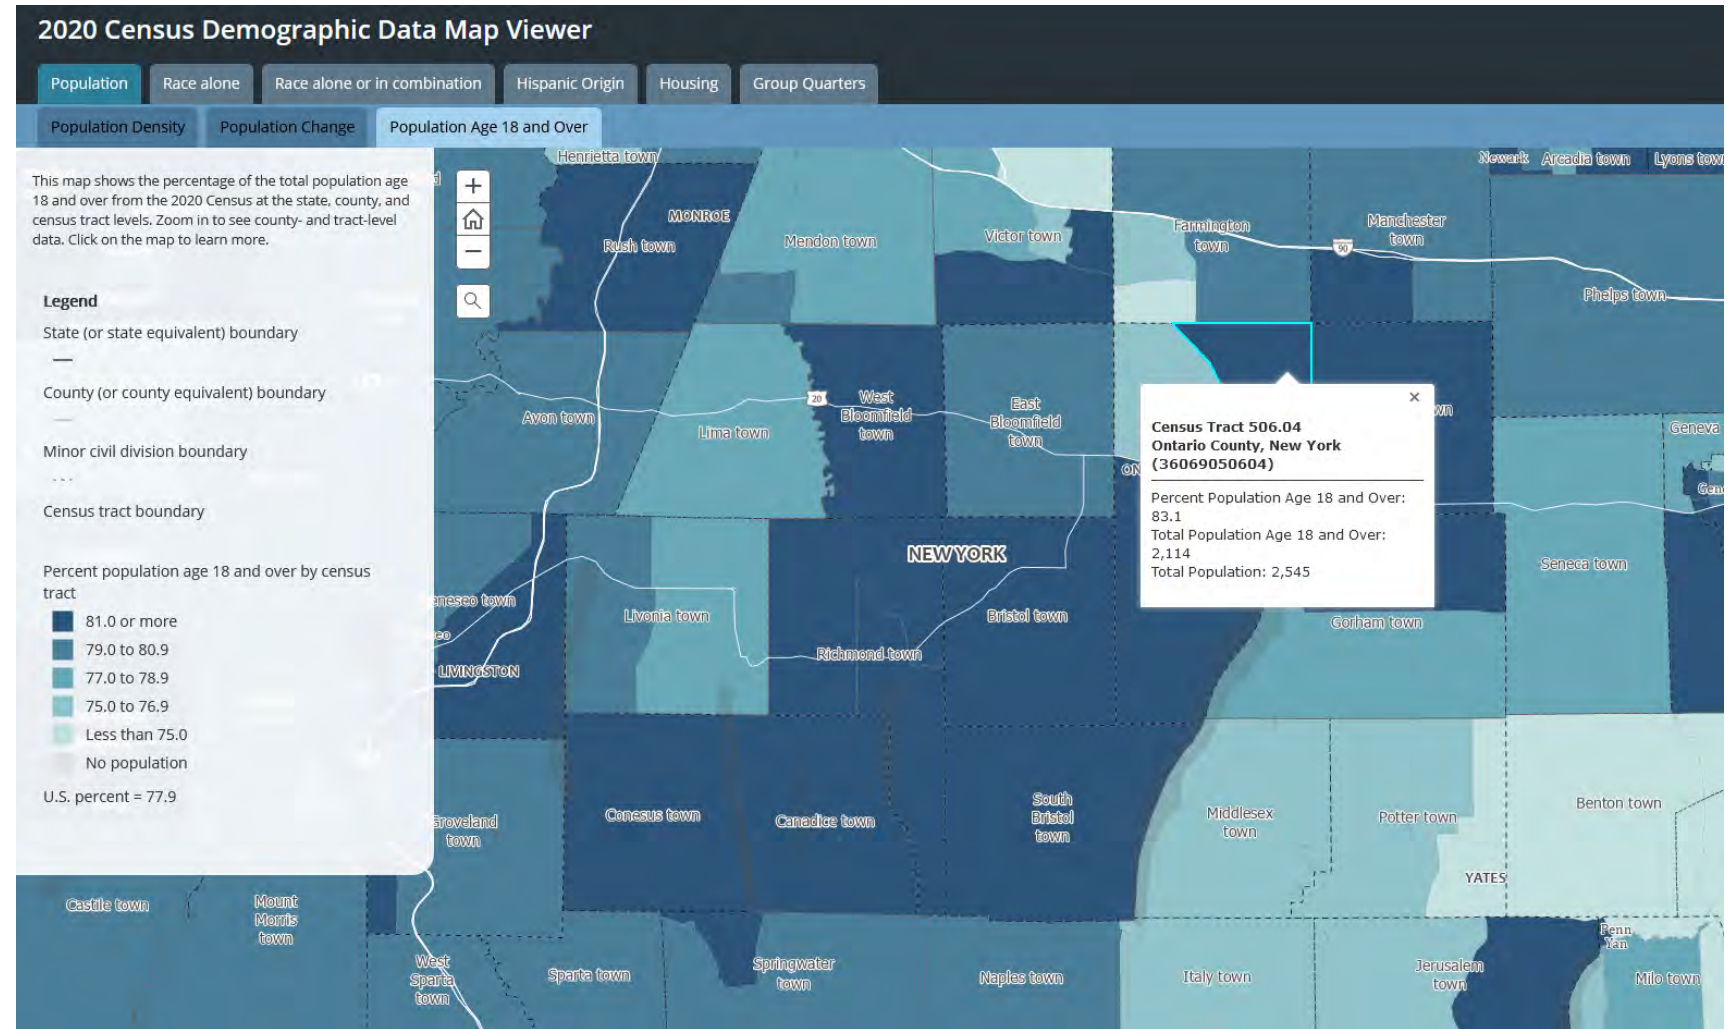 2020 Census Demographic Data Map Viewer
Population
Race alone
Race alone or in combination
Hispanic Origin
Housing
Group Quarters
Population Density
Population Change
Population Age 18 and Over
This map shows the percentage of the total population age
18 and over from the 2020 Census at the state, county, and
census tract levels. Zoom in to see county- and tract-level
data. Click on the map to learn more.
Legend
State (or state equivalent) boundary
County (or county equivalent) boundary
Minor civil division boundary
Census tract boundary
Percent population age 18 and over by census
tract
81.0 or more
79.0 to 80.9
77.0 to 78.9
75.0 to 76.9
Less than 75.0
No population
U.S. percent = 77.9
Henrietta town
Newark
Arcadia town
Lyons town
MONROE
Rush town
Mendon town
Victor town
Farmington
town
Manchester
town
90
Phelps town
Avon town
Lima town
20
West
Bloomfield
town
East
Bloomfield
town
Geneva
Census Tract 506.04
Ontario County, New York
(36069050604)
Percent Population Age 18 and Over:
83.1
Total Population Age 18 and Over:
2,114
Total Population: 2,545
NEW YORK
Seneca town
Livonia town
Richmond town
Bristol town
Gorham town
LIVINGSTON
Groveland
town
Conesus town
Canadice town
South
Bristol
town
Middlesex
town
Potter town
Benton town
YATES
Castile town
Mount
Morris
town
West
Sparta
town
Sparta town
Springwater
town
Naples town
Italy town
Jerusalem
town
Penn
Yan
Milo town